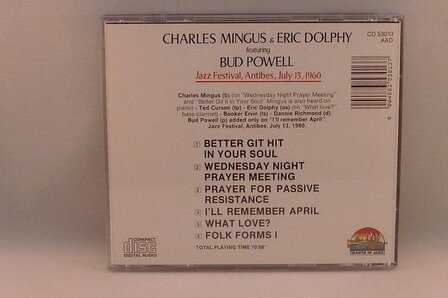 CHARLES MINGUS & ERIC DOLPHY
featuring
BUD POWELL
Jazz Festival, Antibes, July 13, 1960
CD 53013
AAD
Charles Mingus (b) (on "Wednesday Night Prayer Meeting"
and "Better Git It In Your Soul" Mingus is also heard on
piano) - Ted Curson (tp) - Eric Dolphy (as) (on "What love?",
bass clarinet) - Booker Ervin (ts) - Dannie Richmond (d).
Bud Powell (p) added only on "I'll remember April".
Jazz Festival, Antibes, July 13, 1960.
1 BETTER GIT HIT
IN YOUR SOUL
2 WEDNESDAY NIGHT
PRAYER MEETING
3 PRAYER FOR PASSIVE
RESISTANCE
4 I'LL REMEMBER APRIL
5 WHAT LOVE?
6 FOLK FORMS I
TOTAL PLAYING TIME 70'58"
COMPACT
disc
DIGITAL AUDIO
GIANTS OF JAZZ